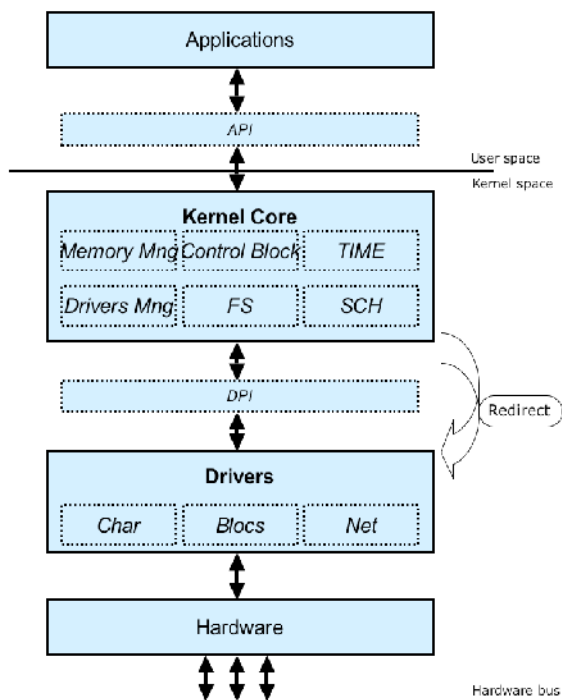 Applications
API
User space
Kernel space
Kernel Core
Memory Mng Control Block TIME
Drivers Mng FS SCH
DPI
Redirect
Drivers
Char Blocs Net
Hardware
Hardware bus